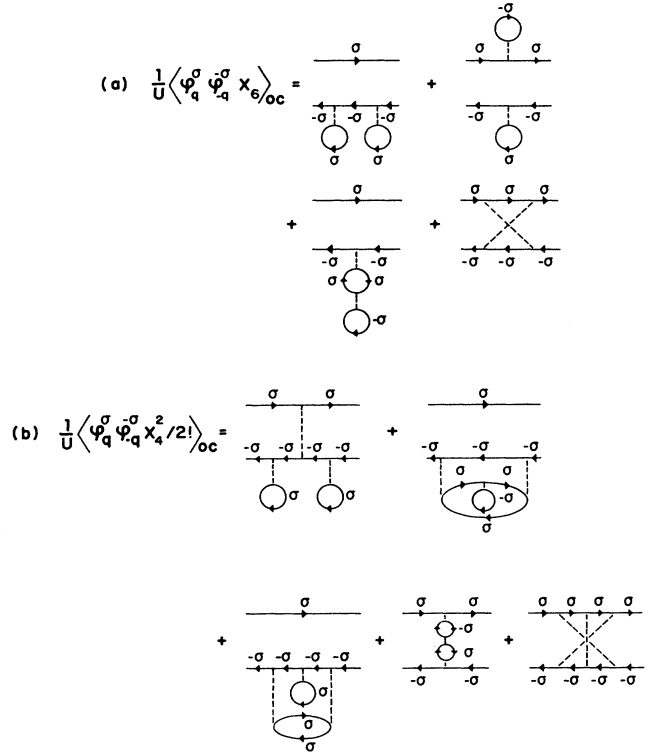 -σ
σ σ σ
(a) 1/U ⟨φ_q^σ φ_{-q}^{-σ} X_6⟩_OC = +
-σ -σ -σ -σ -σ
σ σ σ
σ σ σ σ
+ +
-σ -σ -σ -σ -σ
σ σ
-σ
σ σ σ
(b) 1/U ⟨φ_q^σ φ_{-q}^{-σ} X_4^2/2!⟩_OC = +
-σ -σ -σ -σ -σ -σ -σ
σ σ
σ σ -σ
σ
σ σ σ σ σ σ σ
+ + -σ +
-σ -σ -σ -σ σ
-σ -σ -σ -σ -σ -σ
σ
σ
σ